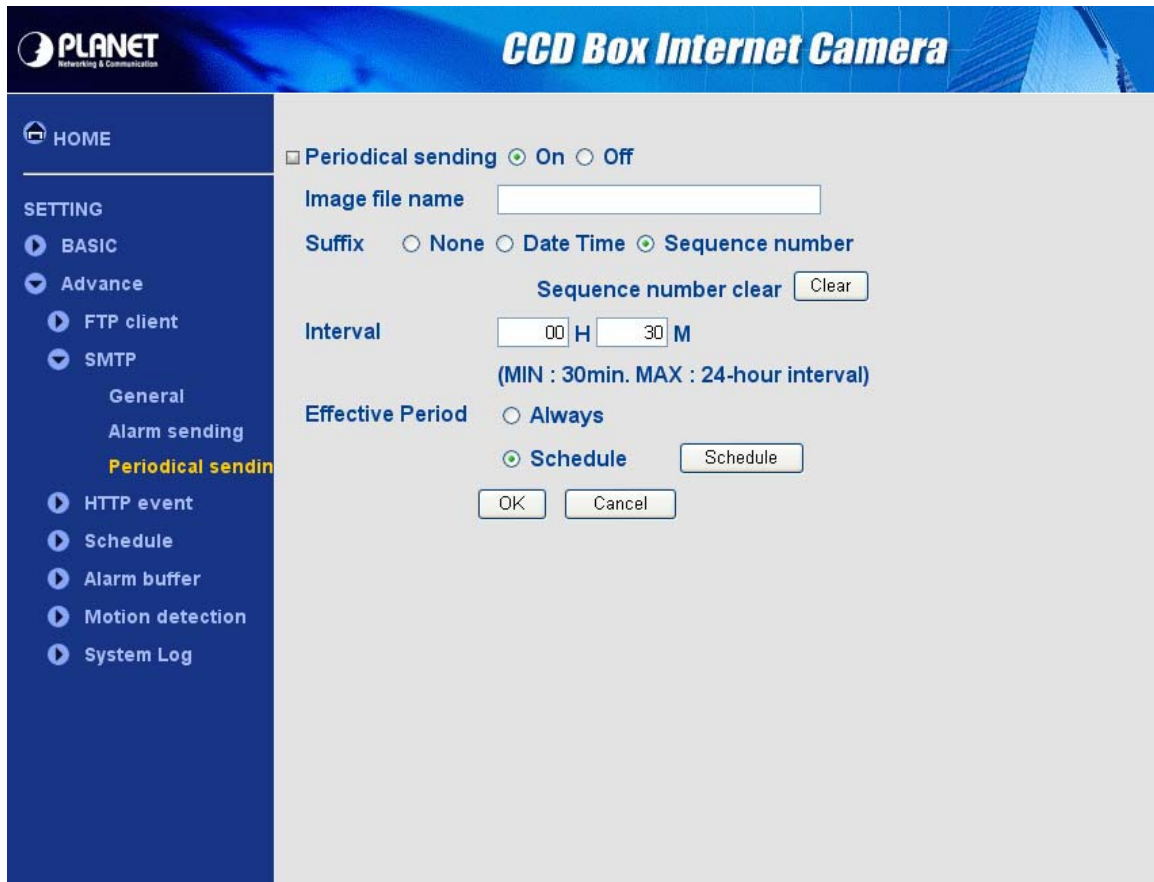 PLANET
Networking & Communication
CCD Box Internet Camera
HOME
SETTING
BASIC
Advance
FTP client
SMTP
General
Alarm sending
Periodical sendin
HTTP event
Schedule
Alarm buffer
Motion detection
System Log
Periodical sending On Off
Image file name
Suffix None Date Time Sequence number
Sequence number clear Clear
Interval 00 H 30 M
(MIN : 30min. MAX : 24-hour interval)
Effective Period Always
Schedule Schedule
OK Cancel